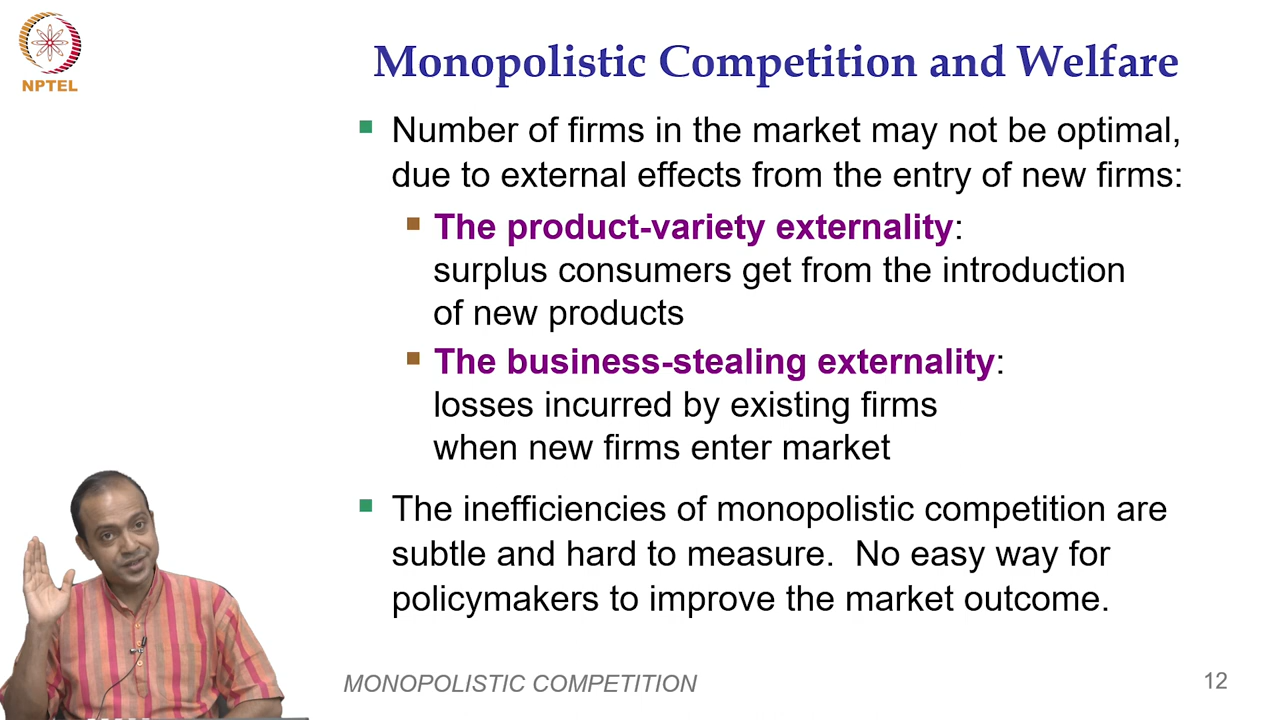 NPTEL
Monopolistic Competition and Welfare
Number of firms in the market may not be optimal,
due to external effects from the entry of new firms:
The product-variety externality:
surplus consumers get from the introduction
of new products
The business-stealing externality:
losses incurred by existing firms
when new firms enter market
The inefficiencies of monopolistic competition are
subtle and hard to measure.  No easy way for
policymakers to improve the market outcome.
MONOPOLISTIC COMPETITION
12